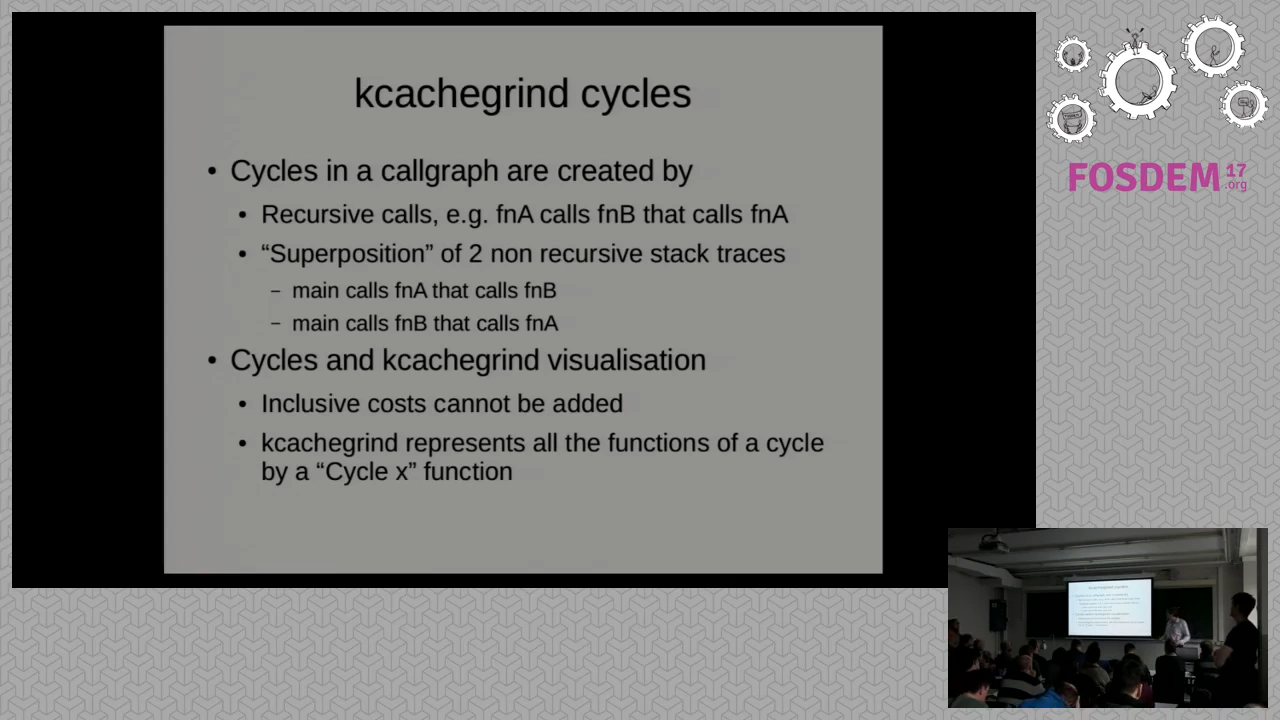 kcachegrind cycles
• Cycles in a callgraph are created by
• Recursive calls, e.g. fnA calls fnB that calls fnA
• “Superposition” of 2 non recursive stack traces
– main calls fnA that calls fnB
– main calls fnB that calls fnA
• Cycles and kcachegrind visualisation
• Inclusive costs cannot be added
• kcachegrind represents all the functions of a cycle
by a “Cycle x” function
FOSDEM 17
.org